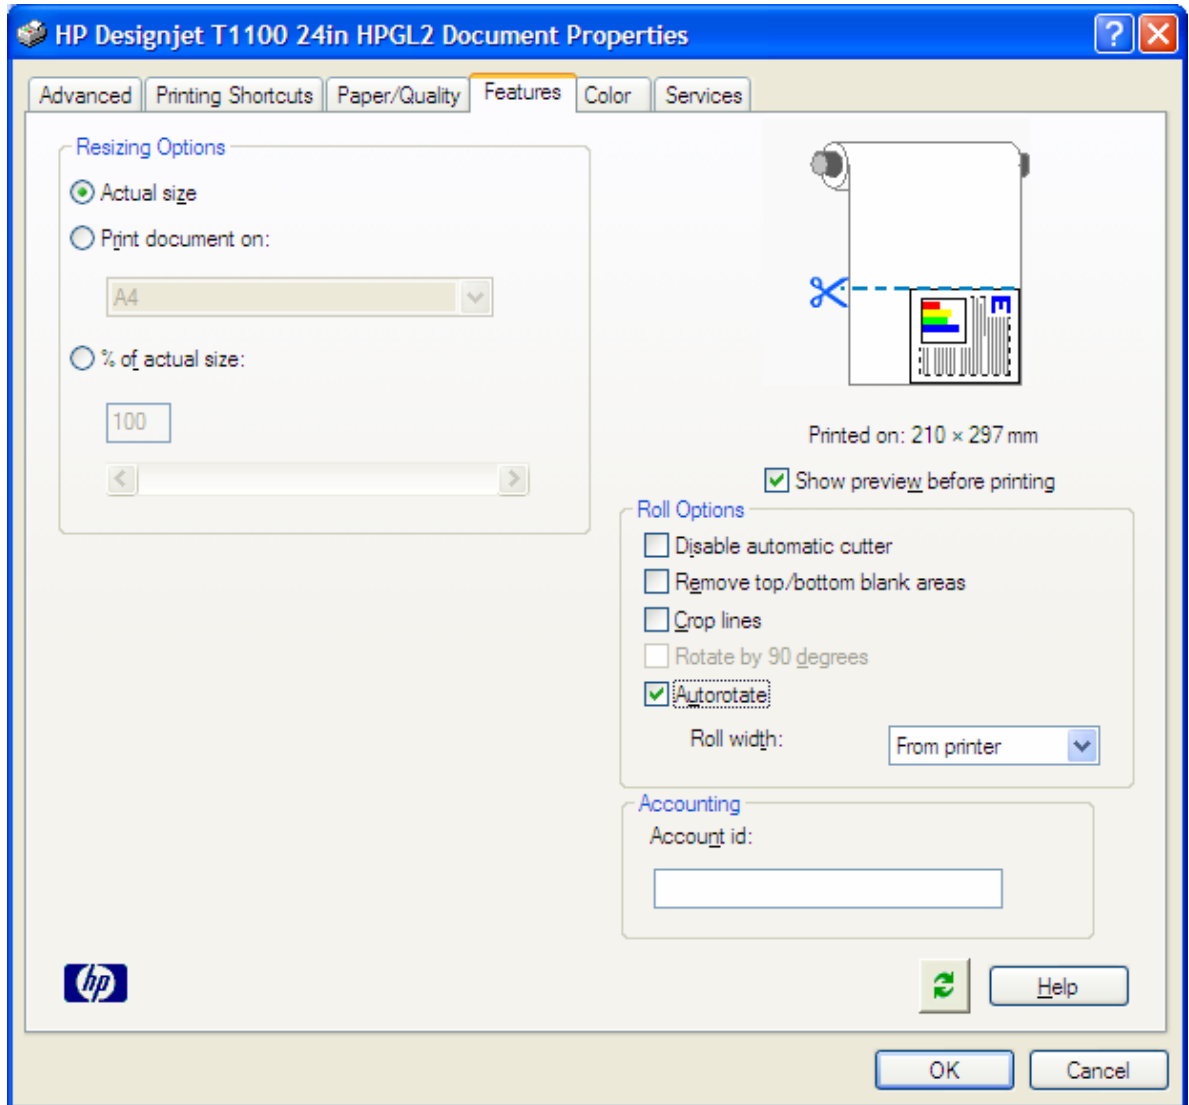 HP Designjet T1100 24in HPGL2 Document Properties
Advanced Printing Shortcuts Paper/Quality Features Color Services
Resizing Options
Actual size
Print document on:
A4
% of actual size:
100
E
Printed on: 210 × 297 mm
Show preview before printing
Roll Options
Disable automatic cutter
Remove top/bottom blank areas
Crop lines
Rotate by 90 degrees
Autorotate
Roll width: From printer
Accounting
Account id:
hp
Help
OK Cancel